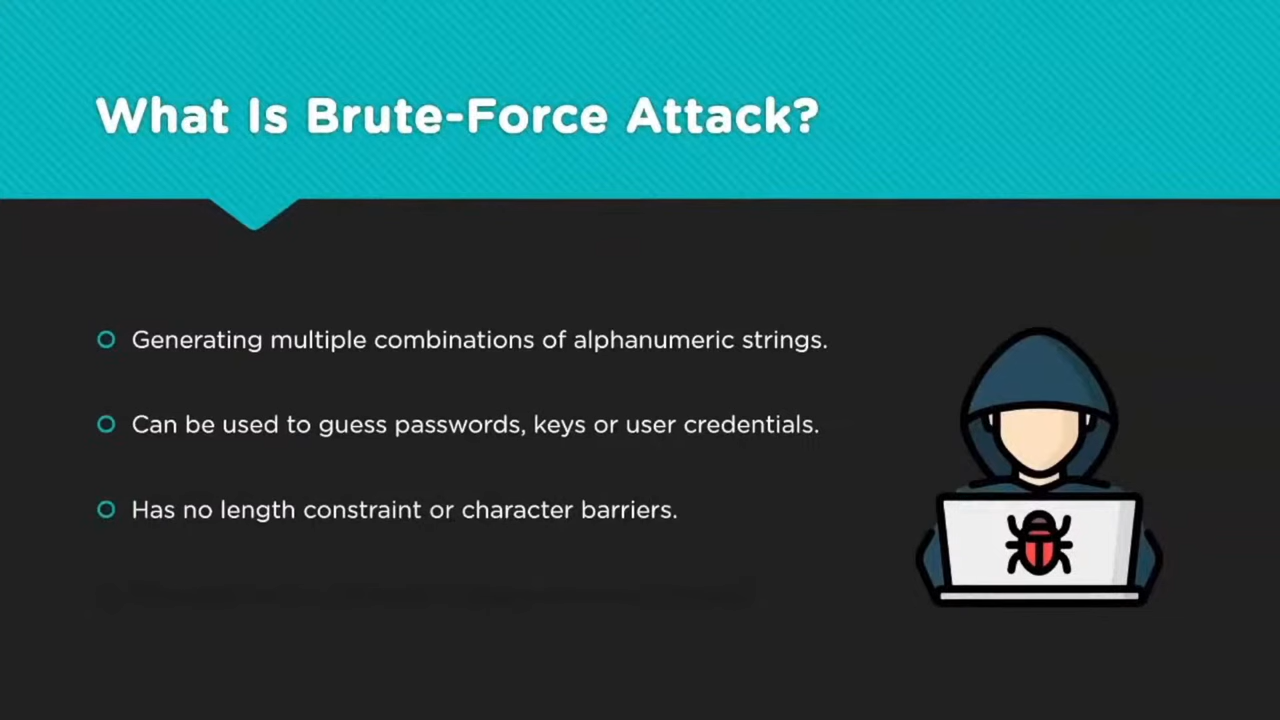 What Is Brute-Force Attack?
Generating multiple combinations of alphanumeric strings.
Can be used to guess passwords, keys or user credentials.
Has no length constraint or character barriers.